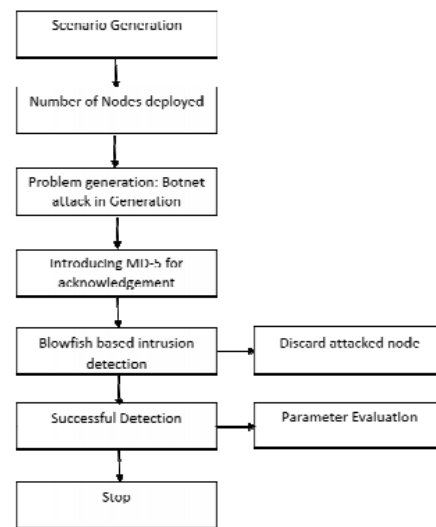 Scenario Generation
Number of Nodes deployed
Problem generation: Botnet
attack in Generation
Introducing MD-5 for
acknowledgement
Blowfish based intrusion
detection
Discard attacked node
Successful Detection
Parameter Evaluation
Stop